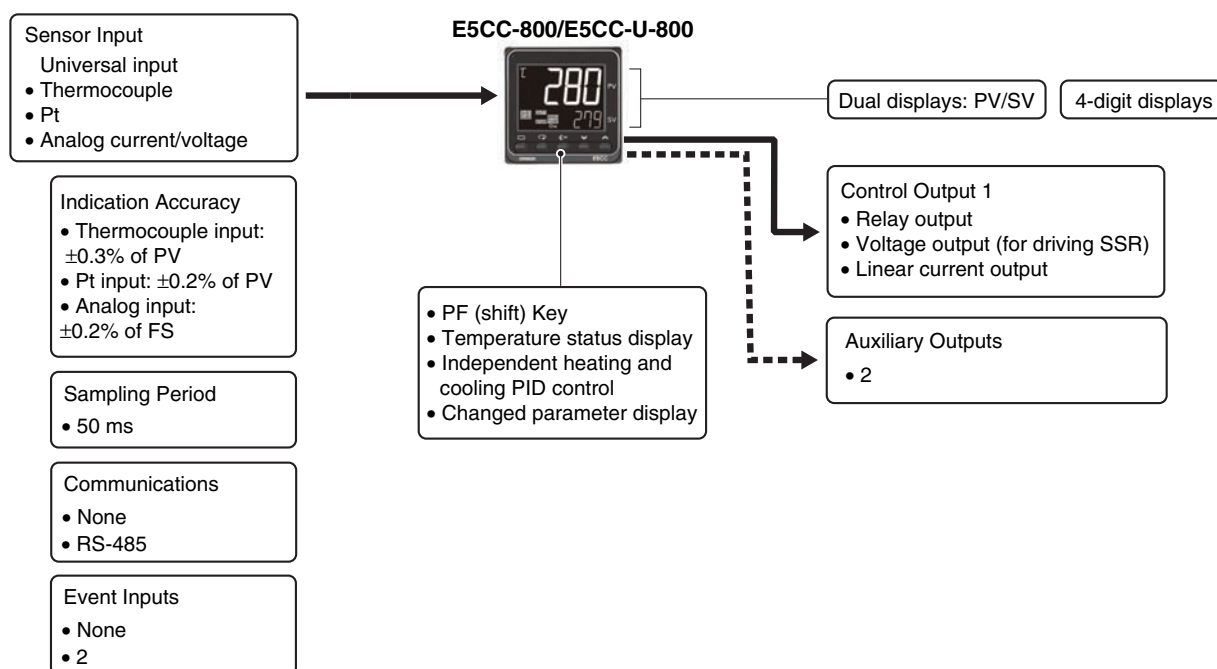 E5CC-800/E5CC-U-800
Sensor Input
Universal input
• Thermocouple
• Pt
• Analog current/voltage
280
PV
279
SV
E5CC
Dual displays: PV/SV
4-digit displays
Indication Accuracy
• Thermocouple input:
±0.3% of PV
• Pt input: ±0.2% of PV
• Analog input:
±0.2% of FS
Sampling Period
• 50 ms
Communications
• None
• RS-485
Event Inputs
• None
• 2
• PF (shift) Key
• Temperature status display
• Independent heating and
cooling PID control
• Changed parameter display
Control Output 1
• Relay output
• Voltage output (for driving SSR)
• Linear current output
Auxiliary Outputs
• 2